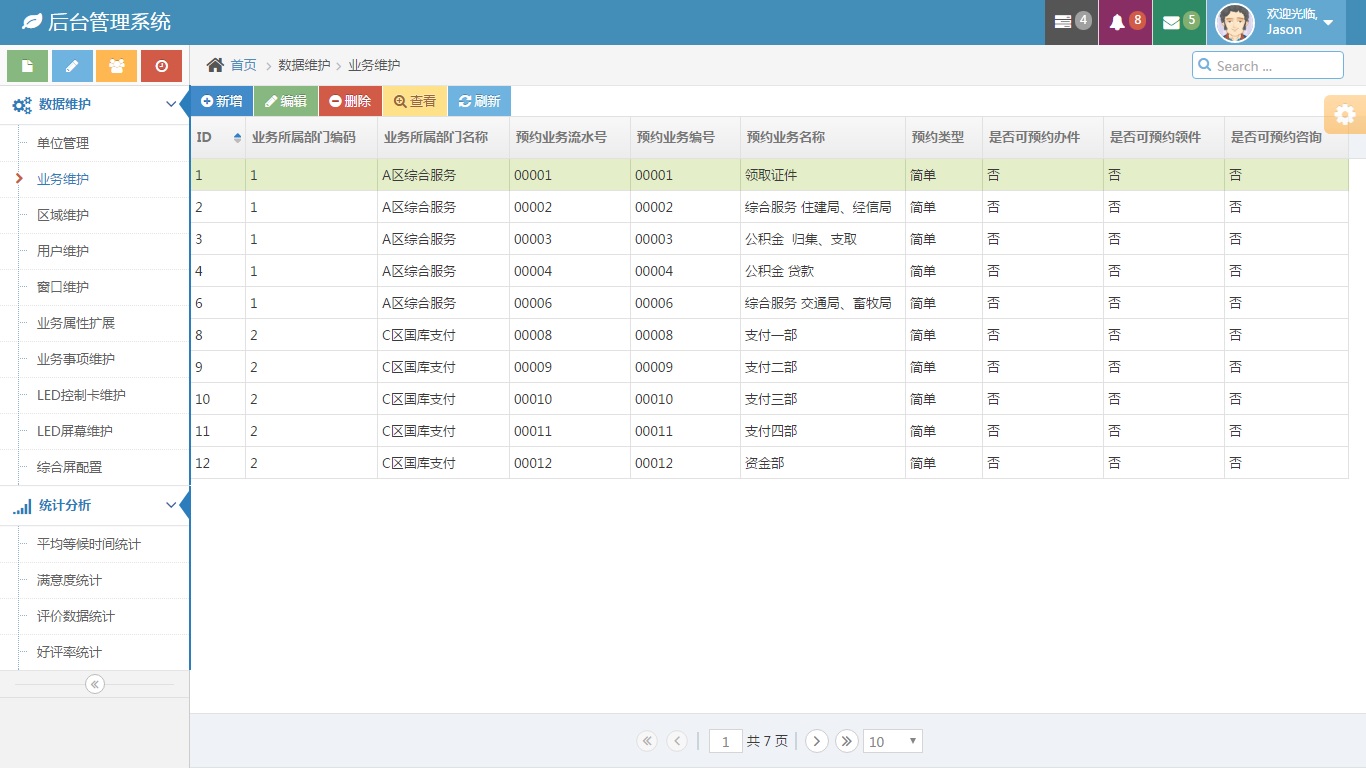 后台管理系统
4
8
5
欢迎光临,
Jason
首页 数据维护 业务维护
Search ...
数据维护
单位管理
业务维护
区域维护
用户维护
窗口维护
业务属性扩展
业务事项维护
LED控制卡维护
LED屏幕维护
综合屏配置
统计分析
平均等候时间统计
满意度统计
评价数据统计
好评率统计
新增 编辑 删除 查看 刷新
ID 业务所属部门编码 业务所属部门名称 预约业务流水号 预约业务编号 预约业务名称 预约类型 是否可预约办件 是否可预约领件 是否可预约咨询
1 1 A区综合服务 00001 00001 领取证件 简单 否 否 否
2 1 A区综合服务 00002 00002 综合服务 住建局、经信局 简单 否 否 否
3 1 A区综合服务 00003 00003 公积金 归集、支取 简单 否 否 否
4 1 A区综合服务 00004 00004 公积金 贷款 简单 否 否 否
6 1 A区综合服务 00006 00006 综合服务 交通局、畜牧局 简单 否 否 否
8 2 C区国库支付 00008 00008 支付一部 简单 否 否 否
9 2 C区国库支付 00009 00009 支付二部 简单 否 否 否
10 2 C区国库支付 00010 00010 支付三部 简单 否 否 否
11 2 C区国库支付 00011 00011 支付四部 简单 否 否 否
12 2 C区国库支付 00012 00012 资金部 简单 否 否 否
1 共 7 页 10